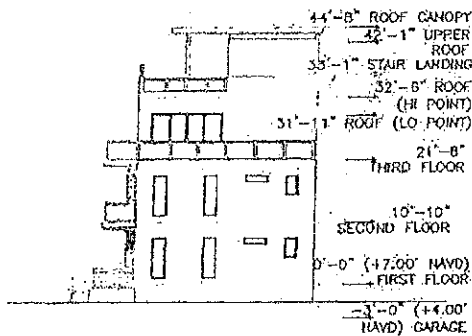 44'-8" ROOF CANOPY
42'-1" UPPER
ROOF
33'-1" STAIR LANDING
32'-6" ROOF
(HI POINT)
31'-11" ROOF (LO POINT)
21'-8"
THIRD FLOOR
10'-10"
SECOND FLOOR
0'-0" (+7.00' NAVD)
FIRST FLOOR
-3'-0" (+4.00'
NAVD) GARAGE